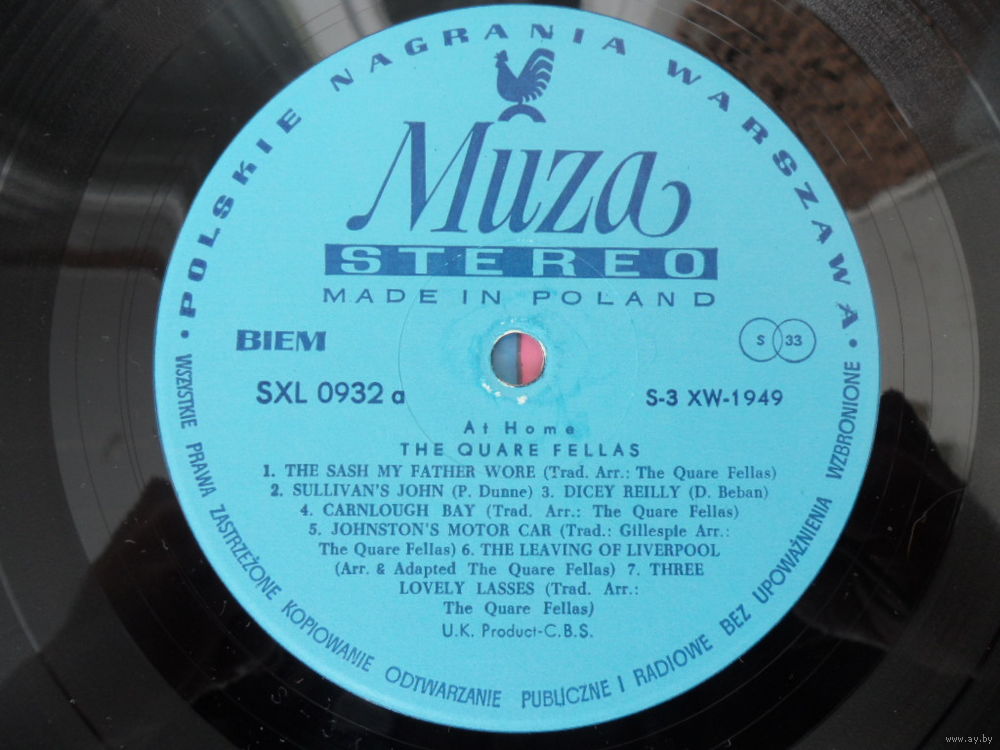 • POLSKIE NAGRANIA WARSZAWA •
Muza
STEREO
MADE IN POLAND
BIEM
S 33
SXL 0932 a
S-3 XW-1949
At Home
THE QUARE FELLAS
1. THE SASH MY FATHER WORE (Trad. Arr.: The Quare Fellas)
2. SULLIVAN'S JOHN (P. Dunne) 3. DICEY REILLY (D. Beban)
4. CARNLOUGH BAY (Trad. Arr.: The Quare Fellas)
5. JOHNSTON'S MOTOR CAR (Trad.: Gillespie Arr.:
The Quare Fellas) 6. THE LEAVING OF LIVERPOOL
(Arr. & Adapted The Quare Fellas) 7. THREE
LOVELY LASSES (Trad. Arr.:
The Quare Fellas)
U.K. Product-C.B.S.
WSZYSTKIE PRAWA ZASTRZEŻONE KOPIOWANIE ODTWARZANIE PUBLICZNE I RADIOWE BEZ UPOWAŻNIENIA WZBRONIONE
www.ay.by